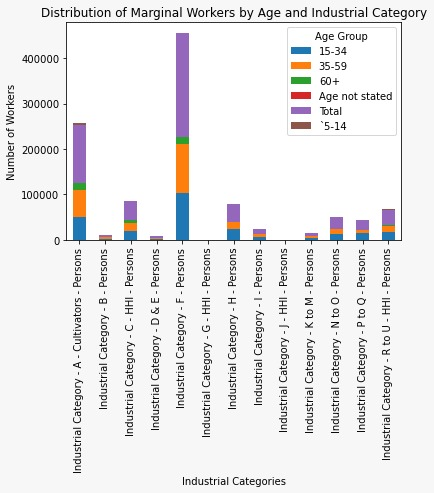 Distribution of Marginal Workers by Age and Industrial Category
Age Group
15-34
35-59
60+
Age not stated
Total
`5-14
Number of Workers
400000
300000
200000
100000
0
Industrial Category - A - Cultivators - Persons
Industrial Category - B - Persons
Industrial Category - C - HHI - Persons
Industrial Category - D & E - Persons
Industrial Category - F - Persons
Industrial Category - G - HHI - Persons
Industrial Category - H - Persons
Industrial Category - I - Persons
Industrial Category - J - HHI - Persons
Industrial Category - K to M - Persons
Industrial Category - N to O - Persons
Industrial Category - P to Q - Persons
Industrial Category - R to U - HHI - Persons
Industrial Categories